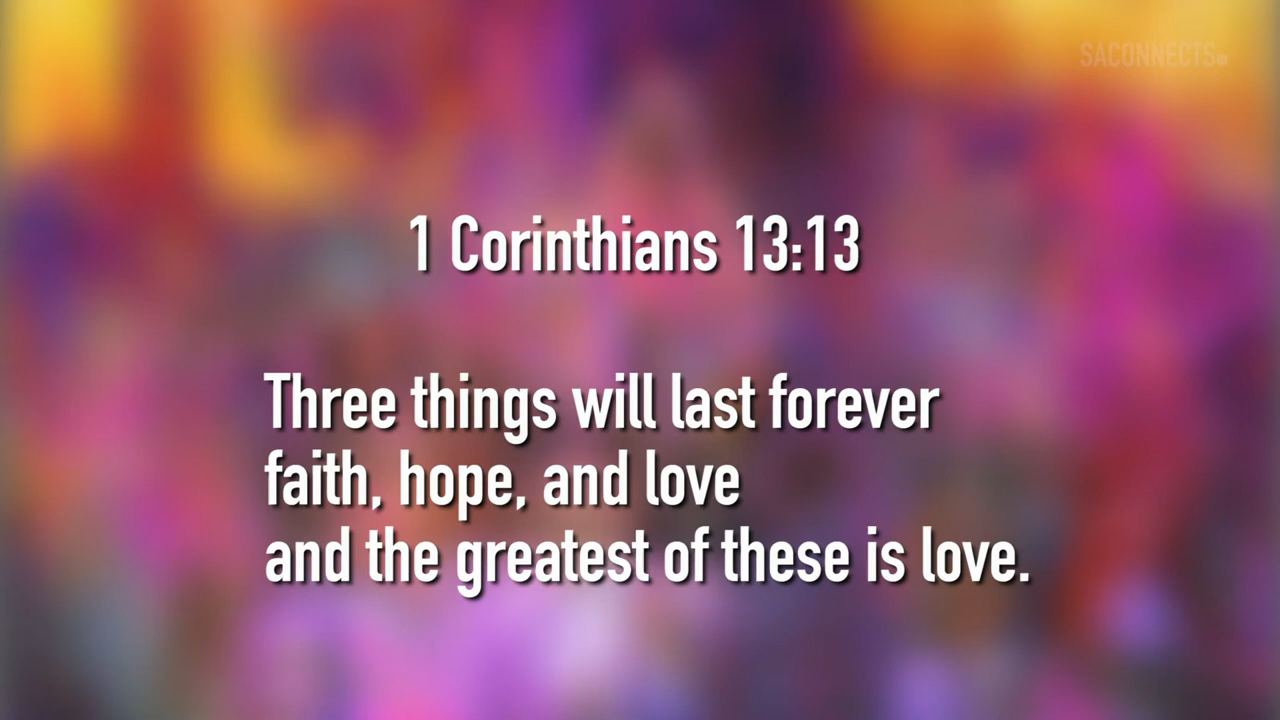 SACONNECTS
1 Corinthians 13:13
Three things will last forever
faith, hope, and love
and the greatest of these is love.